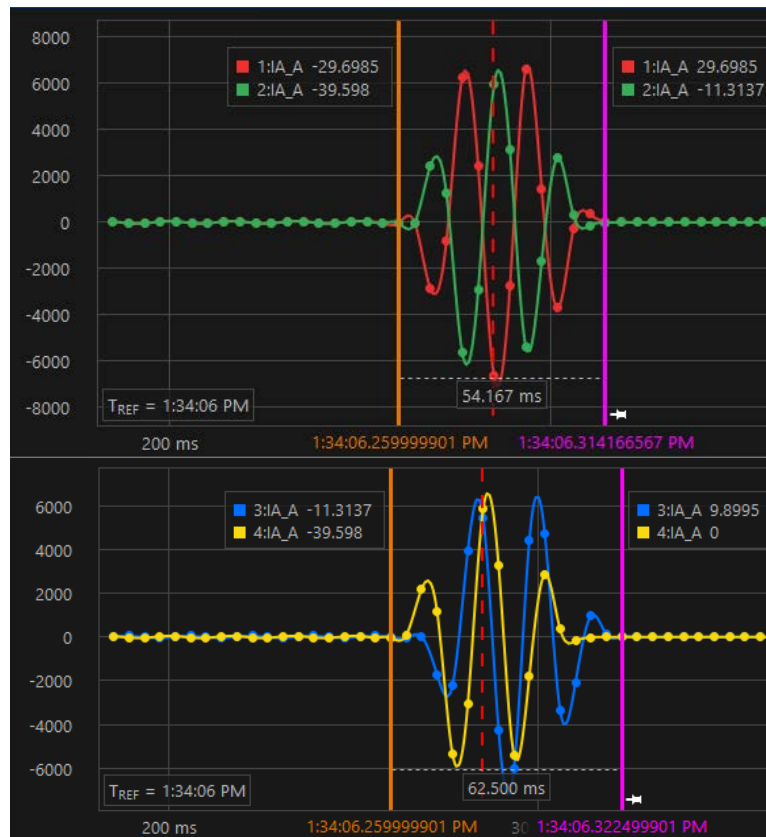 8000
6000
4000
2000
0
-2000
-4000
-6000
-8000
1:IA_A -29.6985
2:IA_A -39.598
1:IA_A 29.6985
2:IA_A -11.3137
54.167 ms
TREF = 1:34:06 PM
200 ms
1:34:06.259999901 PM
1:34:06.314166567 PM
6000
4000
2000
0
-2000
-4000
-6000
3:IA_A -11.3137
4:IA_A -39.598
3:IA_A 9.8995
4:IA_A 0
62.500 ms
TREF = 1:34:06 PM
200 ms
1:34:06.259999901 PM
30
1:34:06.322499901 PM